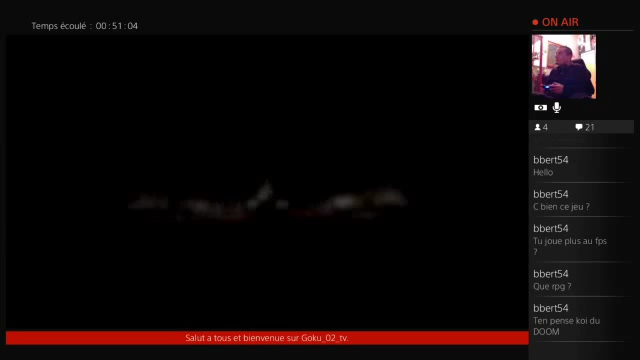 Temps écoulé : 00:51:04
ON AIR
4 21
bbert54
Hello
bbert54
C bien ce jeu ?
bbert54
Tu joue plus au fps
?
bbert54
Que rpg ?
bbert54
Ten pense koi du
DOOM
Salut a tous et bienvenue sur Goku_02_tv.